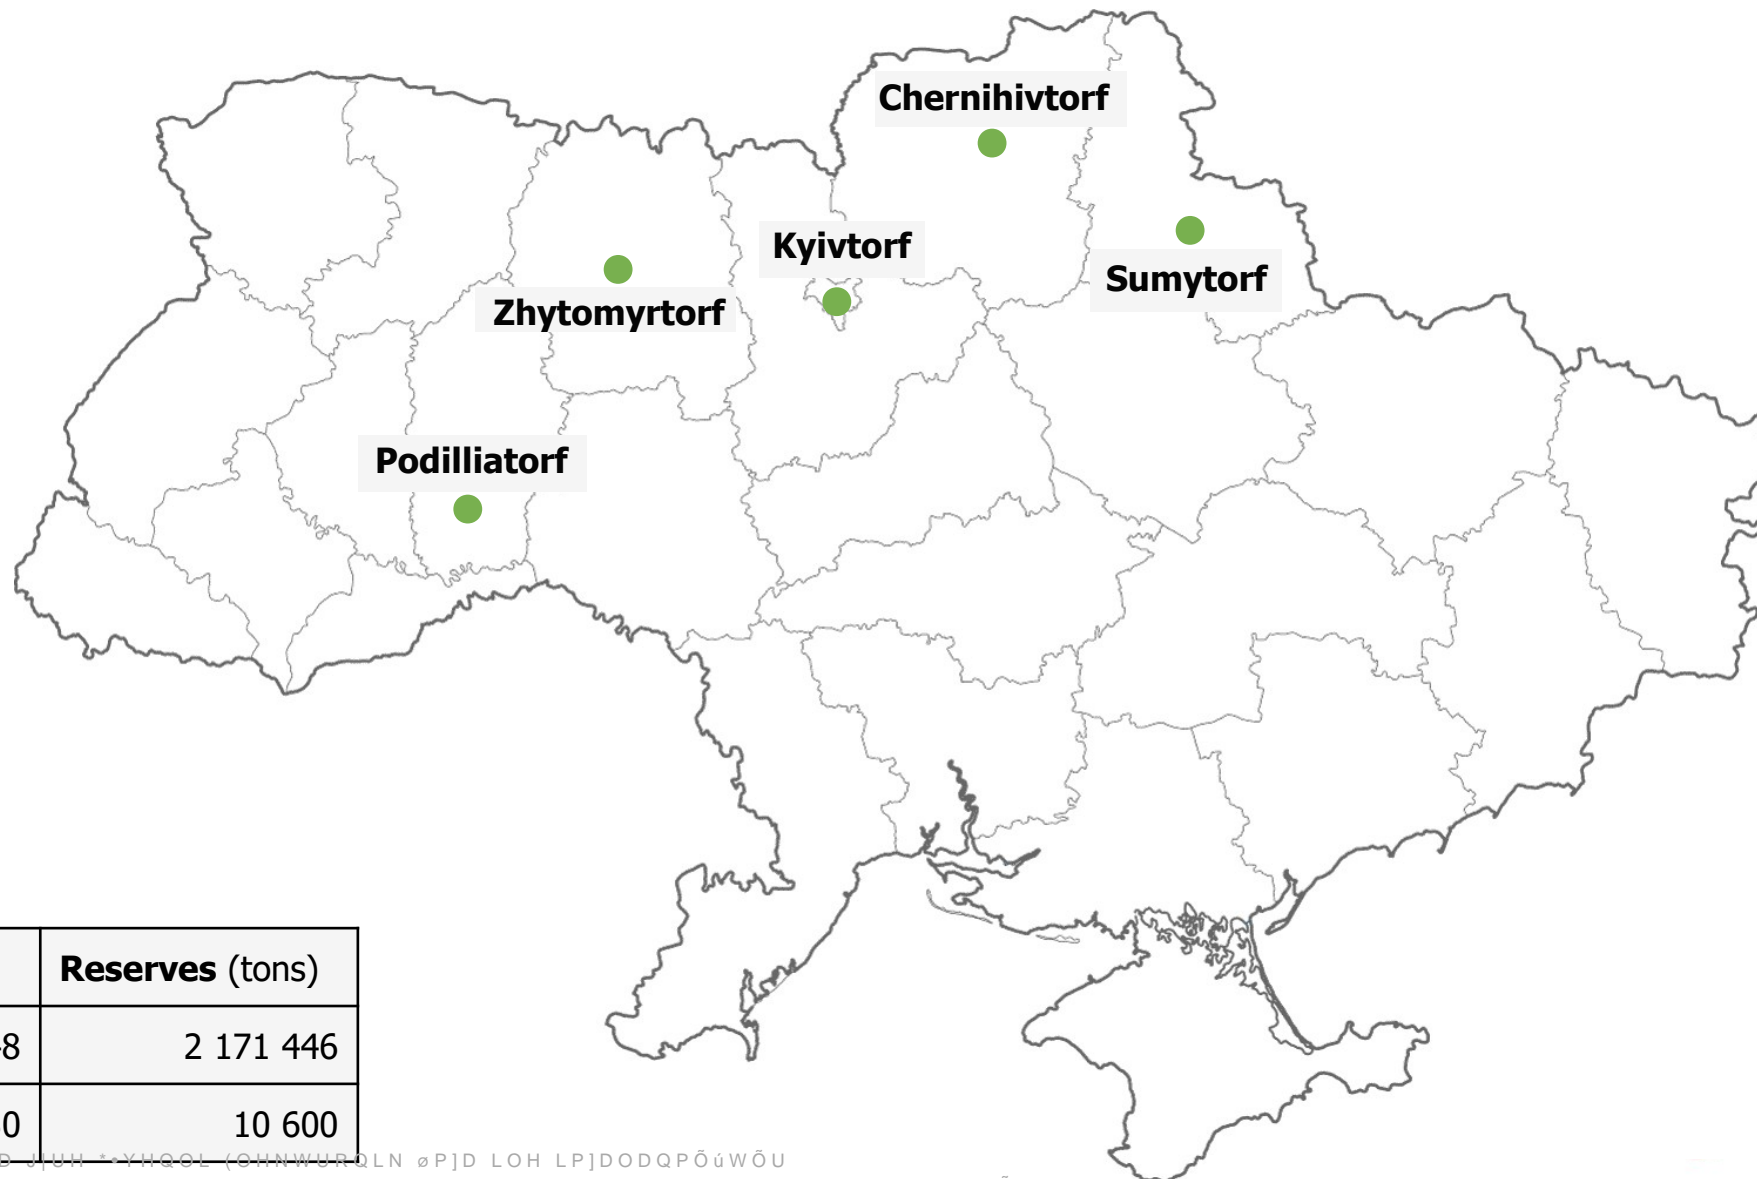 Chernihivtorf
Kyivtorf
Sumytorf
Zhytomyrtorf
Podilliatorf
Reserves (tons)
8 2 171 446
0 10 600